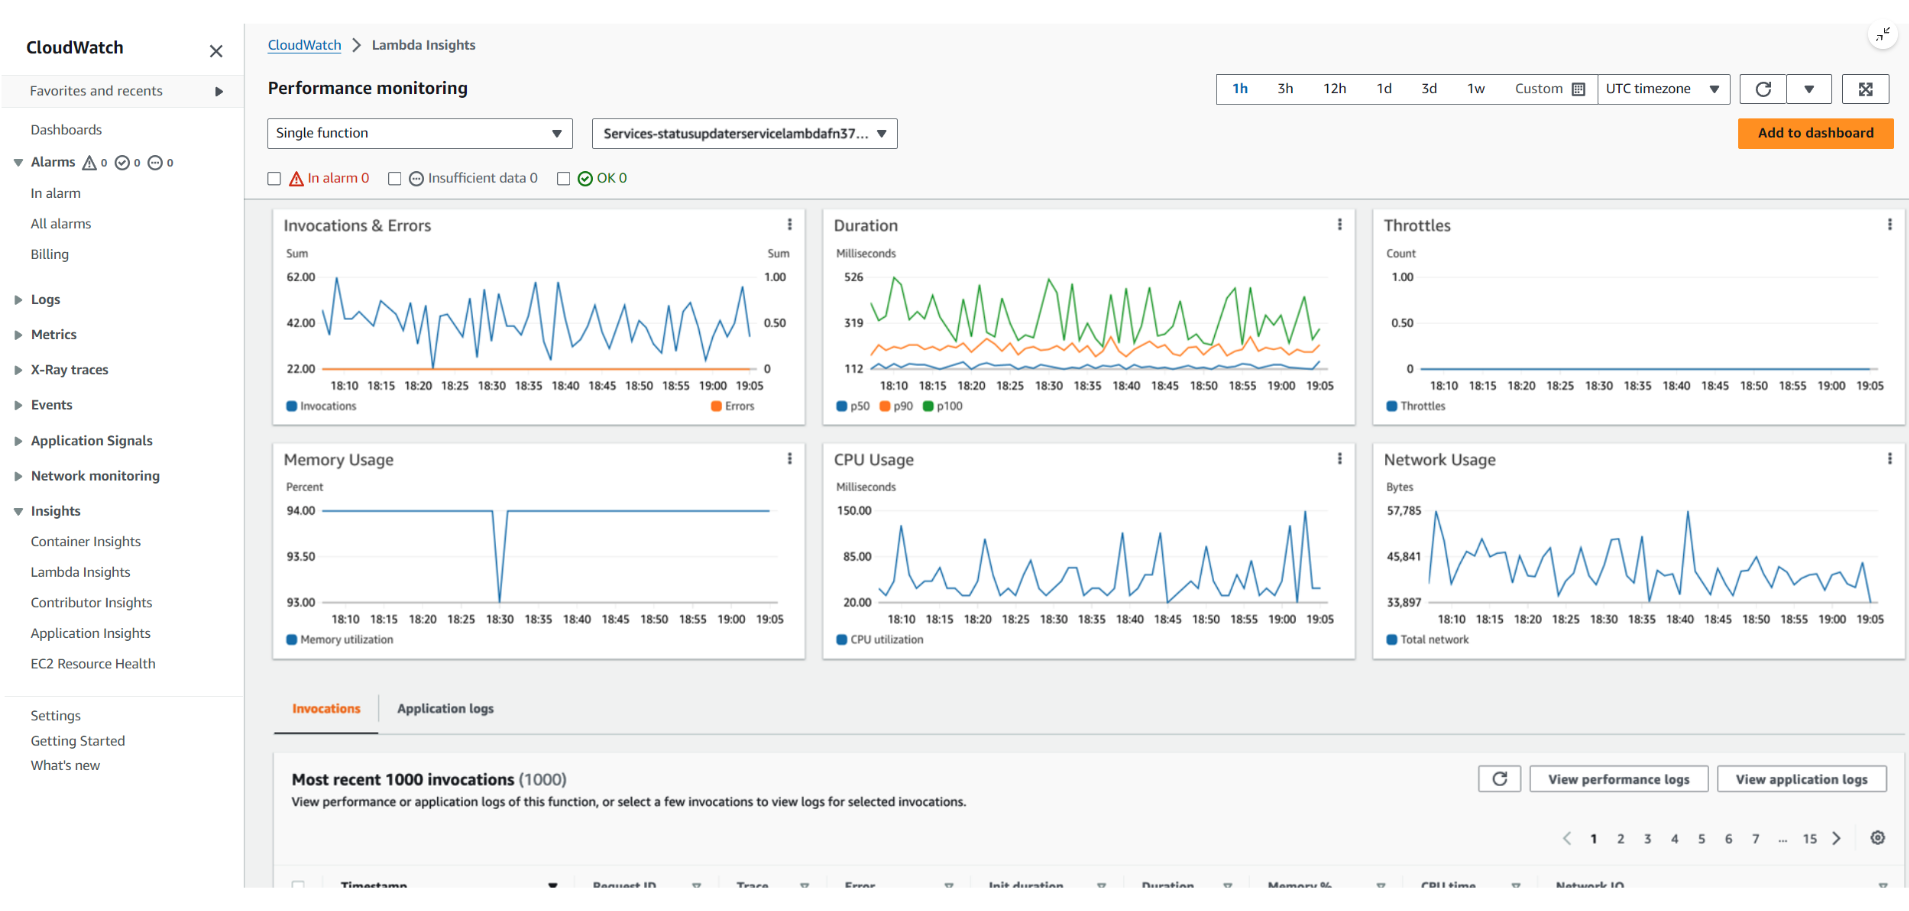 CloudWatch
Favorites and recents
Dashboards
Alarms 0 0 0
In alarm
All alarms
Billing
Logs
Metrics
X-Ray traces
Events
Application Signals
Network monitoring
Insights
Container Insights
Lambda Insights
Contributor Insights
Application Insights
EC2 Resource Health
Settings
Getting Started
What's new
CloudWatch > Lambda Insights
Performance monitoring
1h 3h 12h 1d 3d 1w Custom UTC timezone
Single function Services-statusupdaterservicelambdafn37...
Add to dashboard
In alarm 0 Insufficient data 0 OK 0
Invocations & Errors
Sum Sum
62.00 1.00
42.00 0.50
22.00 0
18:10 18:15 18:20 18:25 18:30 18:35 18:40 18:45 18:50 18:55 19:00 19:05
Invocations Errors
Duration
Milliseconds
526
319
112
18:10 18:15 18:20 18:25 18:30 18:35 18:40 18:45 18:50 18:55 19:00 19:05
p50 p90 p100
Throttles
Count
1.00
0.50
0
18:10 18:15 18:20 18:25 18:30 18:35 18:40 18:45 18:50 18:55 19:00 19:05
Throttles
Memory Usage
Percent
94.00
93.50
93.00
18:10 18:15 18:20 18:25 18:30 18:35 18:40 18:45 18:50 18:55 19:00 19:05
Memory utilization
CPU Usage
Milliseconds
150.00
85.00
20.00
18:10 18:15 18:20 18:25 18:30 18:35 18:40 18:45 18:50 18:55 19:00 19:05
CPU utilization
Network Usage
Bytes
57,785
45,841
33,897
18:10 18:15 18:20 18:25 18:30 18:35 18:40 18:45 18:50 18:55 19:00 19:05
Total network
Invocations Application logs
Most recent 1000 invocations (1000)
View performance or application logs of this function, or select a few invocations to view logs for selected invocations.
View performance logs View application logs
1 2 3 4 5 6 7 ... 15
Timestamp Request ID Trace Error Init duration Duration Memory % CPU time Network IO